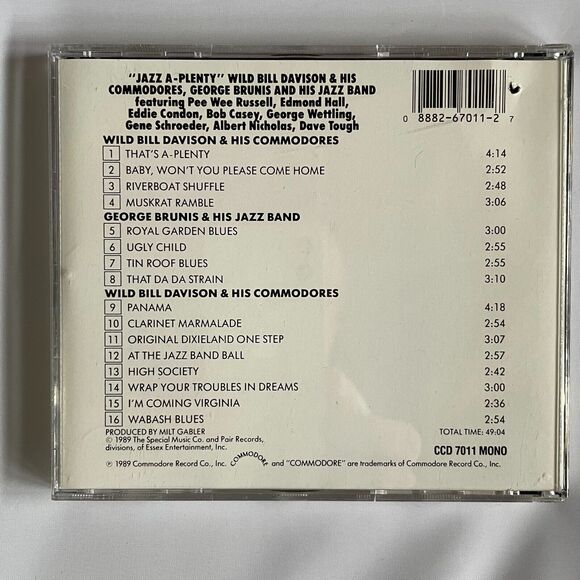 "JAZZ A-PLENTY" WILD BILL DAVISON & HIS
COMMODORES, GEORGE BRUNIS AND HIS JAZZ BAND
featuring Pee Wee Russell, Edmond Hall,
Eddie Condon, Bob Casey, George Wettling,
Gene Schroeder, Albert Nicholas, Dave Tough
0 8882-67011-2 7
WILD BILL DAVISON & HIS COMMODORES
1 THAT'S A-PLENTY 4:14
2 BABY, WON'T YOU PLEASE COME HOME 2:52
3 RIVERBOAT SHUFFLE 2:48
4 MUSKRAT RAMBLE 3:06
GEORGE BRUNIS & HIS JAZZ BAND
5 ROYAL GARDEN BLUES 3:00
6 UGLY CHILD 2:55
7 TIN ROOF BLUES 2:55
8 THAT DA DA STRAIN 3:10
WILD BILL DAVISON & HIS COMMODORES
9 PANAMA 4:18
10 CLARINET MARMALADE 2:54
11 ORIGINAL DIXIELAND ONE STEP 3:07
12 AT THE JAZZ BAND BALL 2:57
13 HIGH SOCIETY 2:42
14 WRAP YOUR TROUBLES IN DREAMS 3:00
15 I'M COMING VIRGINIA 2:36
16 WABASH BLUES 2:54
PRODUCED BY MILT GABLER TOTAL TIME: 49:04
© 1989 The Special Music Co. and Pair Records,
divisions, of Essex Entertainment, Inc.
CCD 7011 MONO
℗ 1989 Commodore Record Co., Inc. COMMODORE and "COMMODORE" are trademarks of Commodore Record Co., Inc.